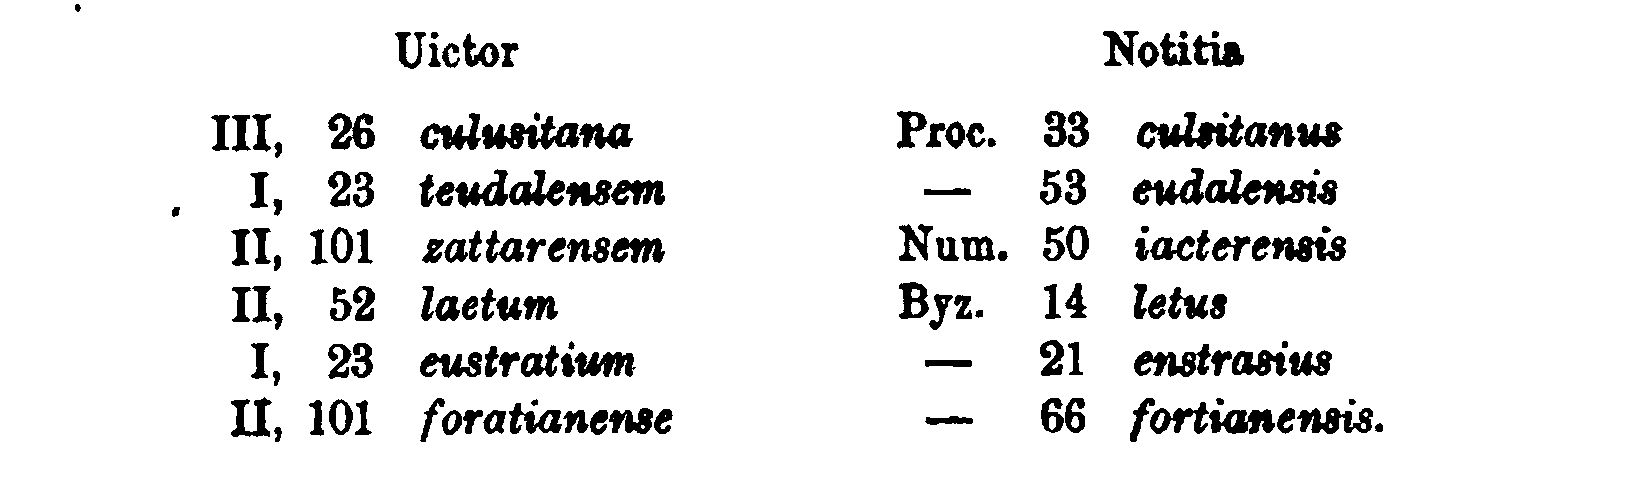 Uictor Notitia
III, 26 culusitana Proc. 33 culsitanus
I, 23 teudalensem — 53 eudalensis
II, 101 zattarensem Num. 50 iacterensis
II, 52 laetum Byz. 14 letus
I, 23 eustratium — 21 enstrasius
II, 101 foratianense — 66 fortianensis.